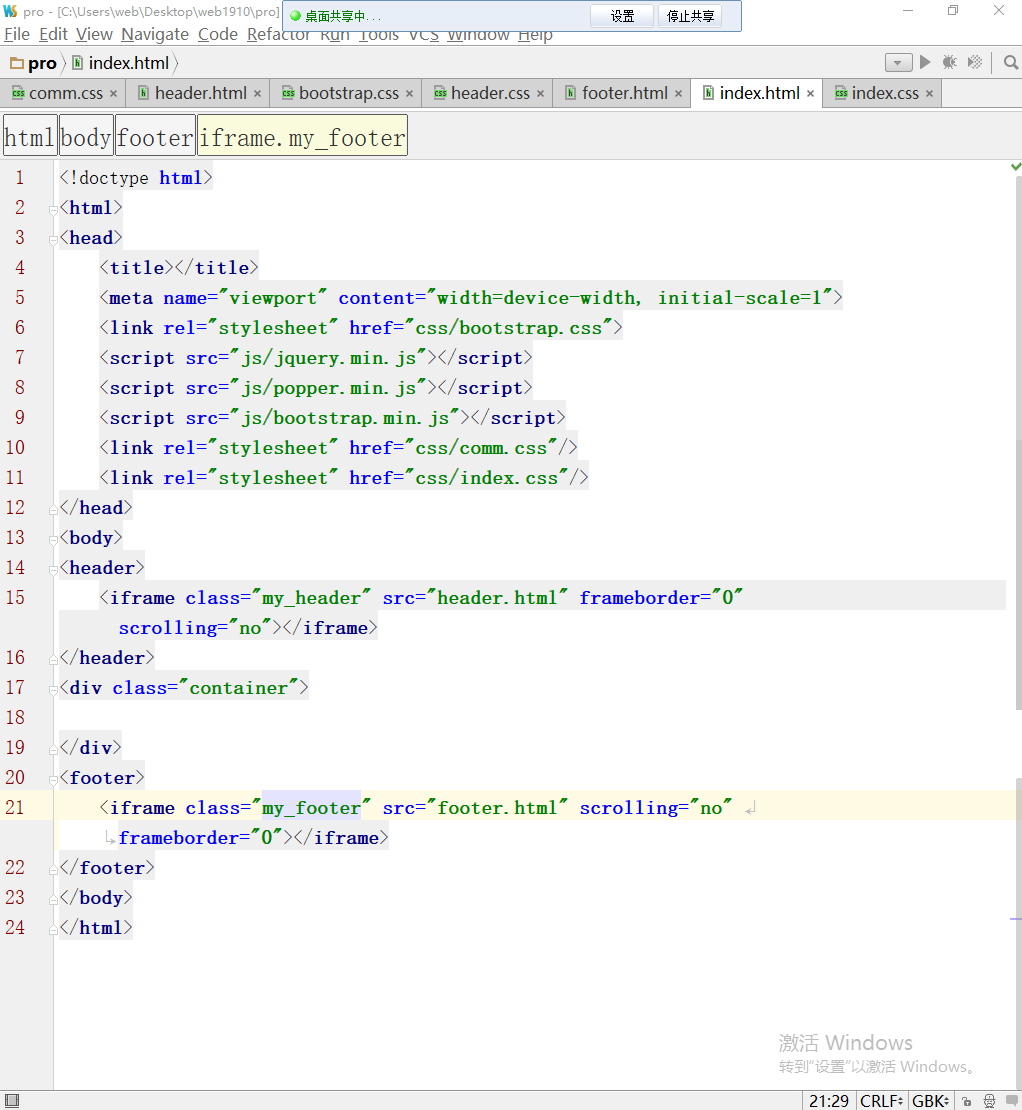 pro - [C:\Users\web\Desktop\web1910\pro]
桌面共享中... 设置 停止共享
File Edit View Navigate Code Refactor Run Tools VCS Window Help
pro index.html
comm.css header.html bootstrap.css header.css footer.html index.html index.css
html body footer iframe.my_footer
1 <!doctype html>
2 <html>
3 <head>
4 <title></title>
5 <meta name="viewport" content="width=device-width, initial-scale=1">
6 <link rel="stylesheet" href="css/bootstrap.css">
7 <script src="js/jquery.min.js"></script>
8 <script src="js/popper.min.js"></script>
9 <script src="js/bootstrap.min.js"></script>
10 <link rel="stylesheet" href="css/comm.css"/>
11 <link rel="stylesheet" href="css/index.css"/>
12 </head>
13 <body>
14 <header>
15 <iframe class="my_header" src="header.html" frameborder="0"
scrolling="no"></iframe>
16 </header>
17 <div class="container">
18
19 </div>
20 <footer>
21 <iframe class="my_footer" src="footer.html" scrolling="no"
frameborder="0"></iframe>
22 </footer>
23 </body>
24 </html>
激活 Windows
转到"设置"以激活 Windows。
21:29 CRLF GBK